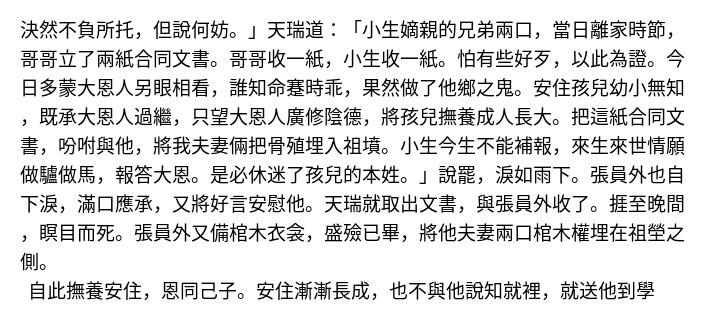 決然不負所托，但說何妨。」天瑞道：「小生嫡親的兄弟兩口，當日離家時節，
哥哥立了兩紙合同文書。哥哥收一紙，小生收一紙。怕有些好歹，以此為證。今
日多蒙大恩人另眼相看，誰知命蹇時乖，果然做了他鄉之鬼。安住孩兒幼小無知
，既承大恩人過繼，只望大恩人廣修陰德，將孩兒撫養成人長大。把這紙合同文
書，吩咐與他，將我夫妻倆把骨殖埋入祖墳。小生今生不能補報，來生來世情願
做驢做馬，報答大恩。是必休迷了孩兒的本姓。」說罷，淚如雨下。張員外也自
下淚，滿口應承，又將好言安慰他。天瑞就取出文書，與張員外收了。捱至晚間
，瞑目而死。張員外又備棺木衣衾，盛殮已畢，將他夫妻兩口棺木權埋在祖塋之
側。
自此撫養安住，恩同己子。安住漸漸長成，也不與他說知就裡，就送他到學